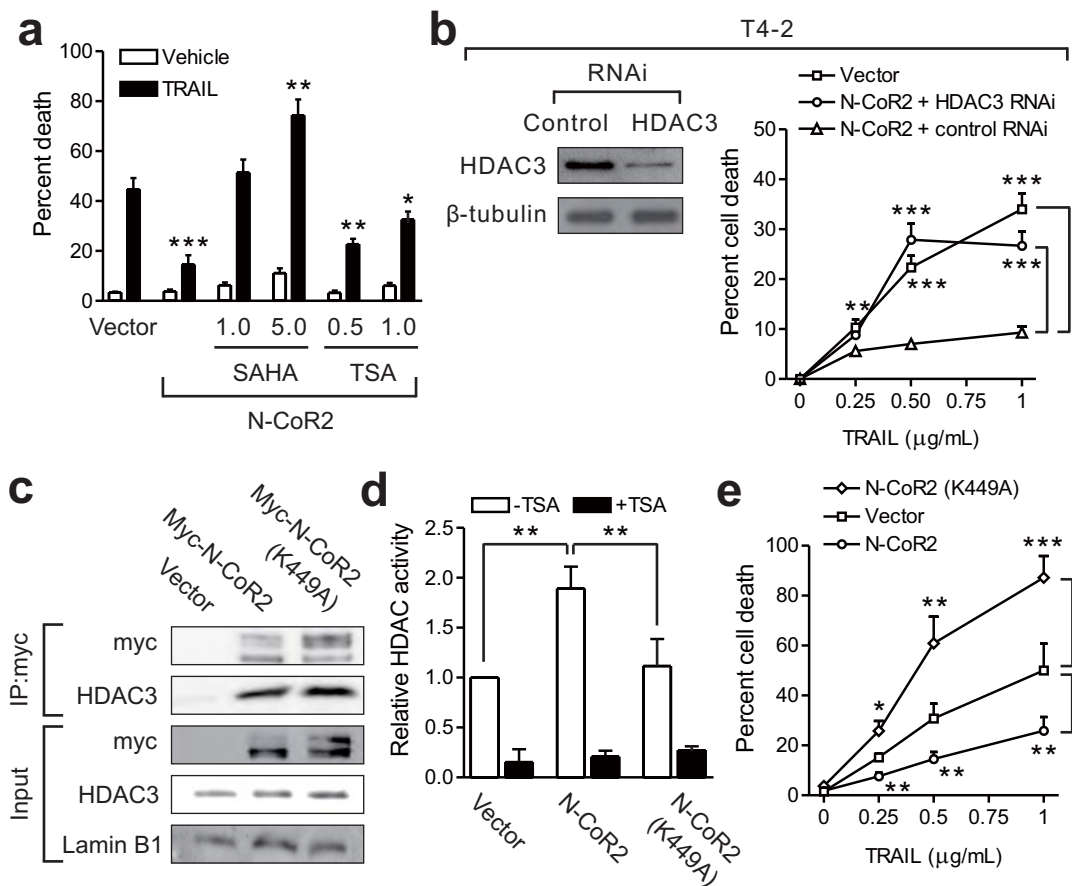 a
Percent death
100
80
60
40
20
0
Vehicle
TRAIL
***
**
**
*
Vector
1.0 5.0 0.5 1.0
SAHA TSA
N-CoR2
b
T4-2
RNAi
Control HDAC3
HDAC3
β-tubulin
Vector
N-CoR2 + HDAC3 RNAi
N-CoR2 + control RNAi
Percent cell death
50
40
30
20
10
0
**
***
***
***
***
0 0.25 0.50 0.75 1
TRAIL (μg/mL)
c
Vector
Myc-N-CoR2
Myc-N-CoR2
(K449A)
IP:myc
myc
HDAC3
Input
myc
HDAC3
Lamin B1
d
-TSA +TSA
Relative HDAC activity
2.5
2.0
1.5
1.0
0.5
0.0
** **
Vector
N-CoR2
N-CoR2
(K449A)
e
N-CoR2 (K449A)
Vector
N-CoR2
Percent cell death
100
80
60
40
20
0
*
**
***
**
**
**
0 0.25 0.50 0.75 1
TRAIL (μg/mL)